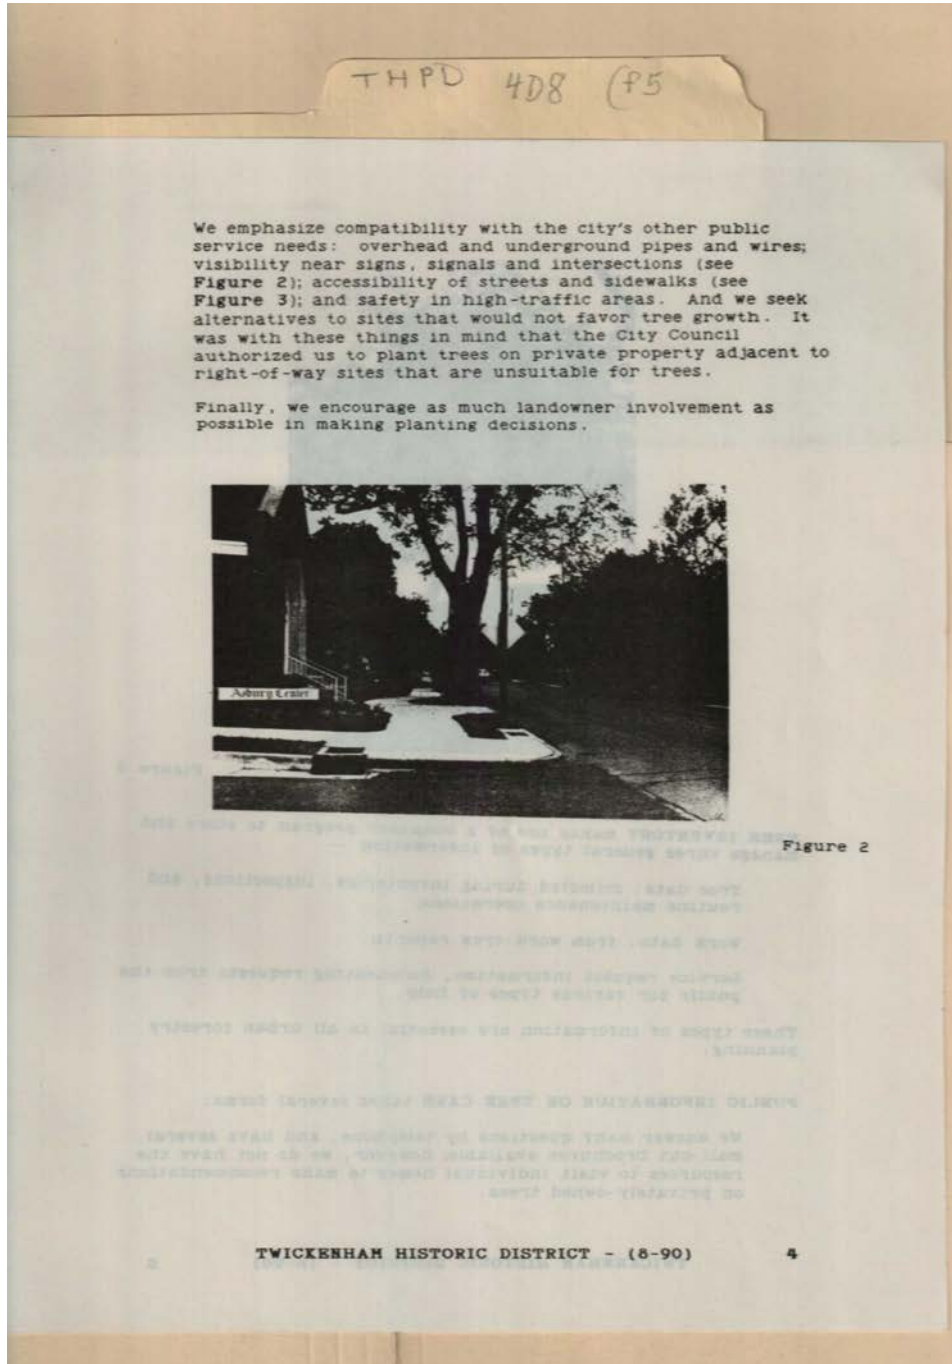 THPD 4D8 (f5
We emphasize compatibility with the city's other public
service needs: overhead and underground pipes and wires;
visibility near signs, signals and intersections (see
Figure 2); accessibility of streets and sidewalks (see
Figure 3); and safety in high-traffic areas. And we seek
alternatives to sites that would not favor tree growth. It
was with these things in mind that the City Council
authorized us to plant trees on private property adjacent to
right-of-way sites that are unsuitable for trees.
Finally, we encourage as much landowner involvement as
possible in making planting decisions.
Asbury Center
Figure 2
TWICKENHAM HISTORIC DISTRICT - (8-90) 4